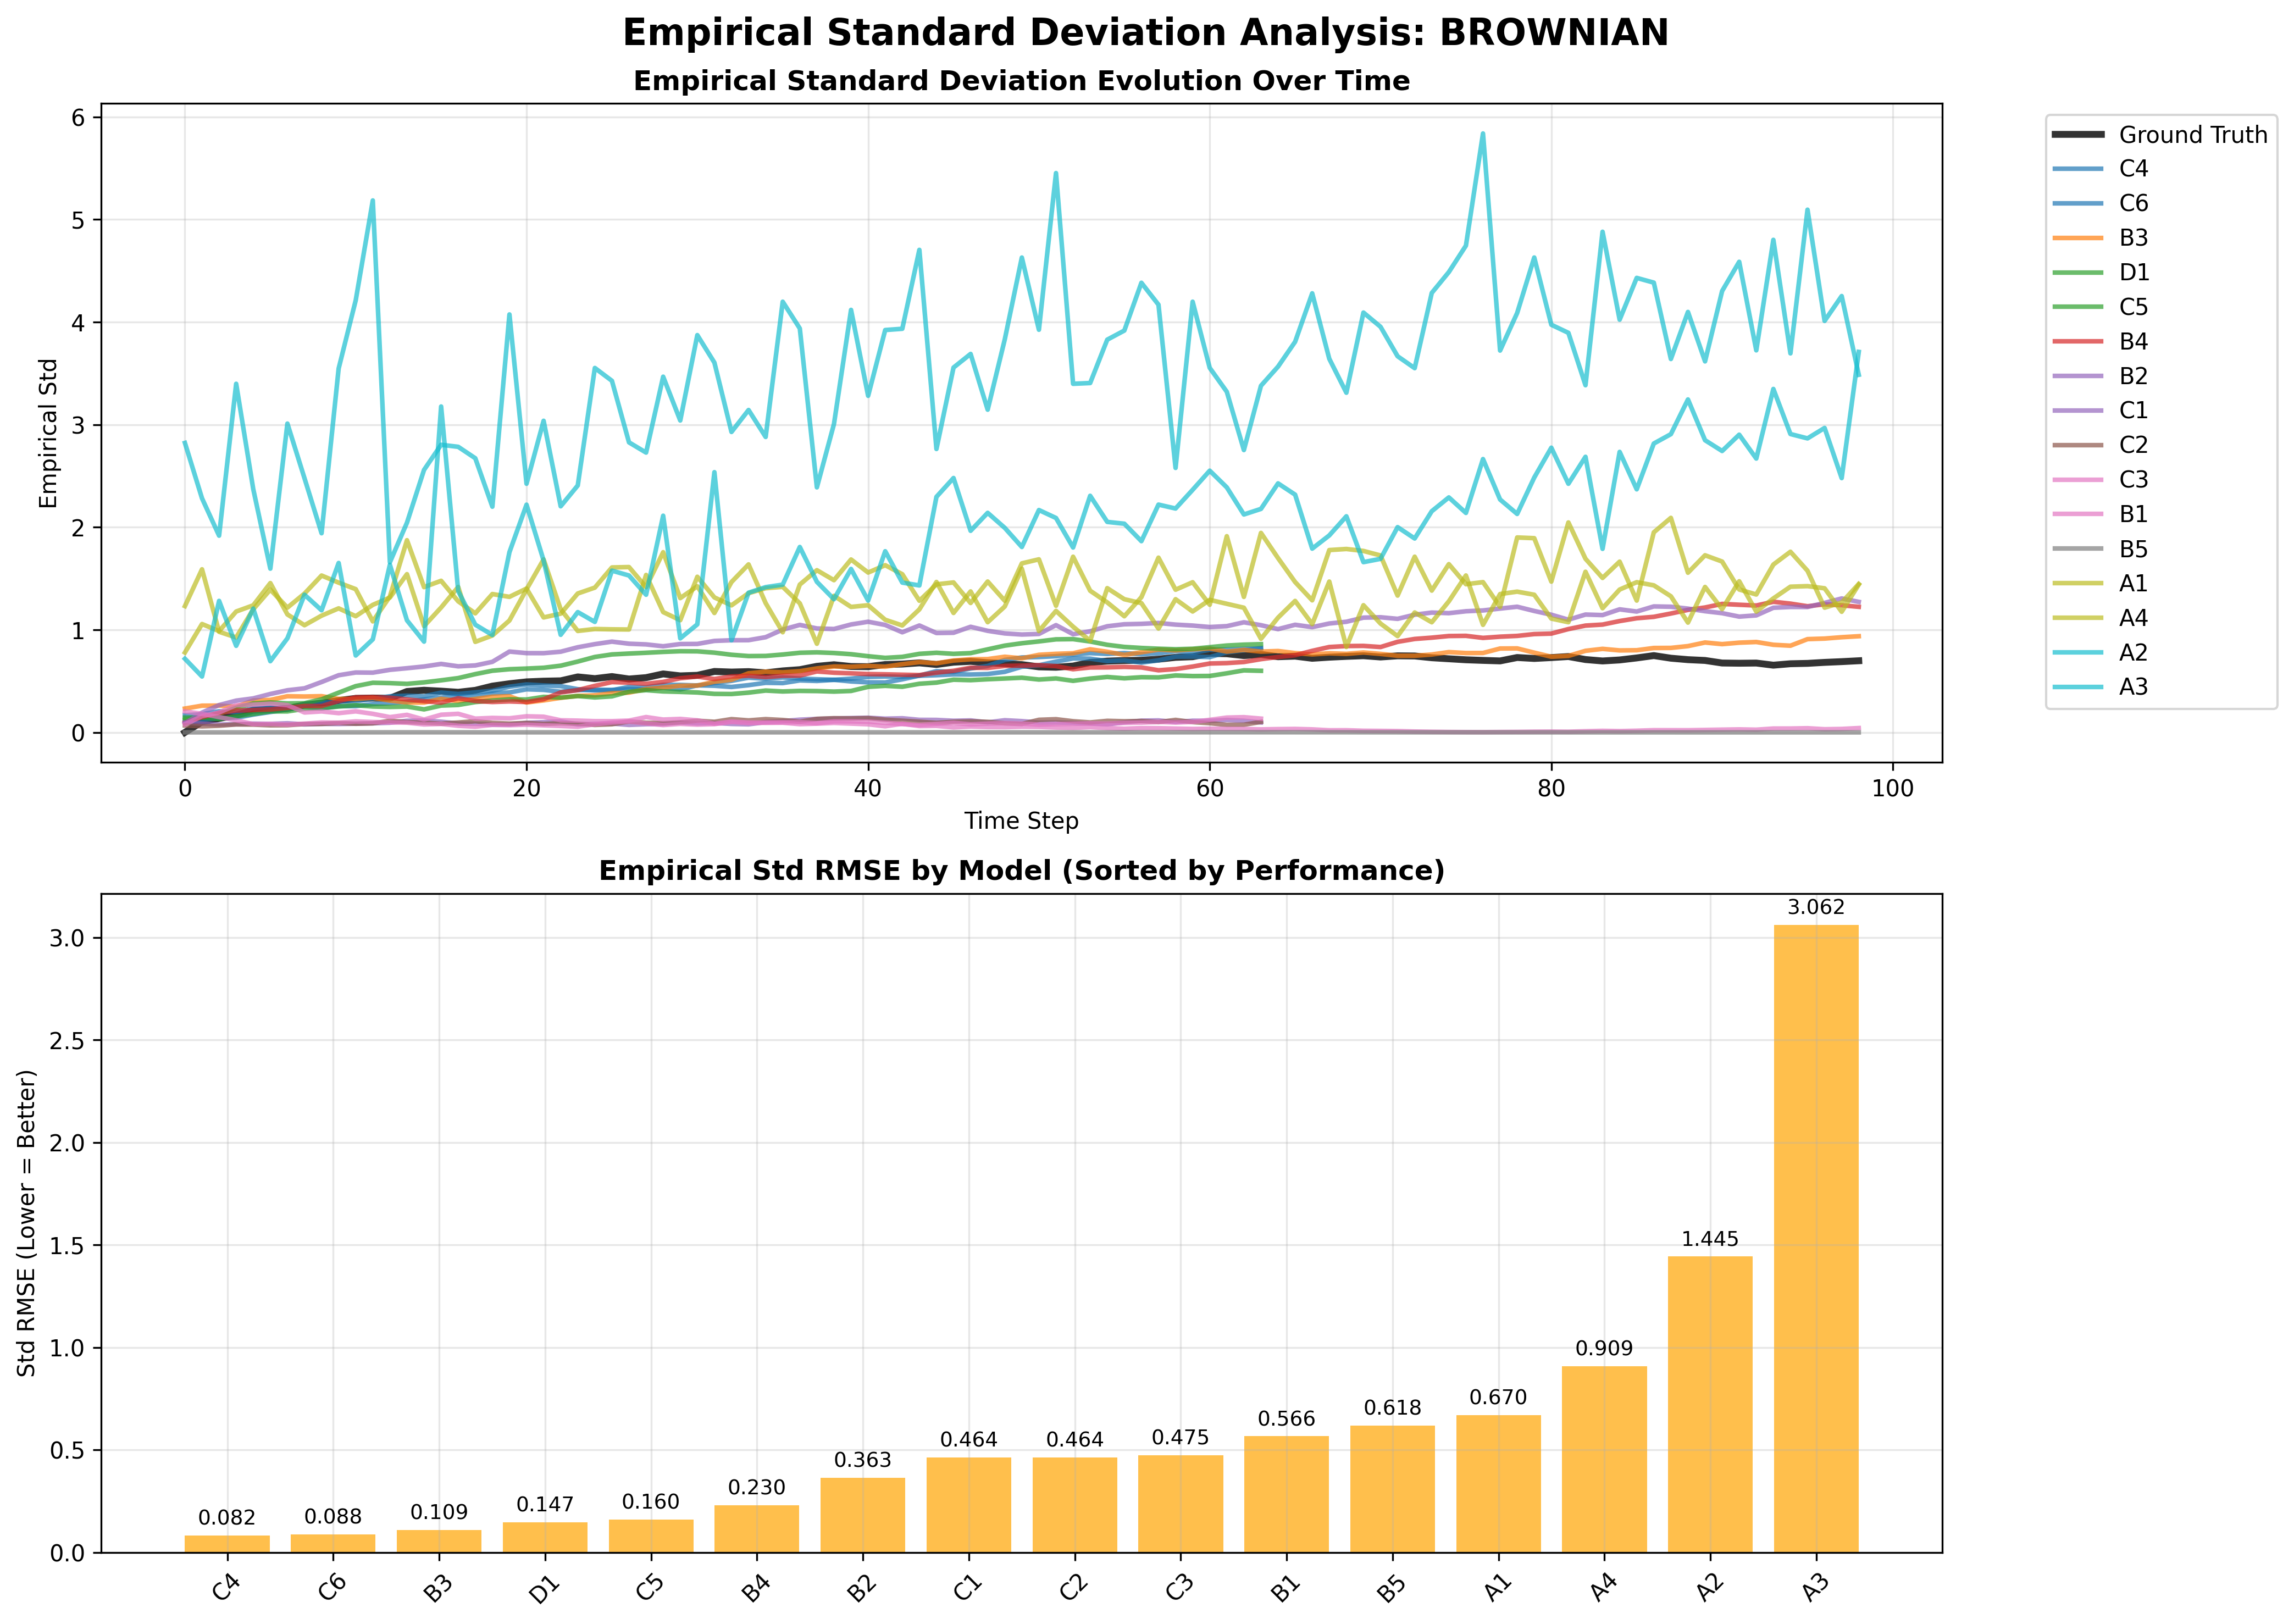 Empirical Standard Deviation Analysis: BROWNIAN
Empirical Standard Deviation Evolution Over Time
6
5
4
3
2
1
0
Empirical Std
0 20 40 60 80 100
Time Step
Ground Truth
C4
C6
B3
D1
C5
B4
B2
C1
C2
C3
B1
B5
A1
A4
A2
A3
Empirical Std RMSE by Model (Sorted by Performance)
3.0
2.5
2.0
1.5
1.0
0.5
0.0
Std RMSE (Lower = Better)
0.082
0.088
0.109
0.147
0.160
0.230
0.363
0.464
0.464
0.475
0.566
0.618
0.670
0.909
1.445
3.062
C4 C6 B3 D1 C5 B4 B2 C1 C2 C3 B1 B5 A1 A4 A2 A3